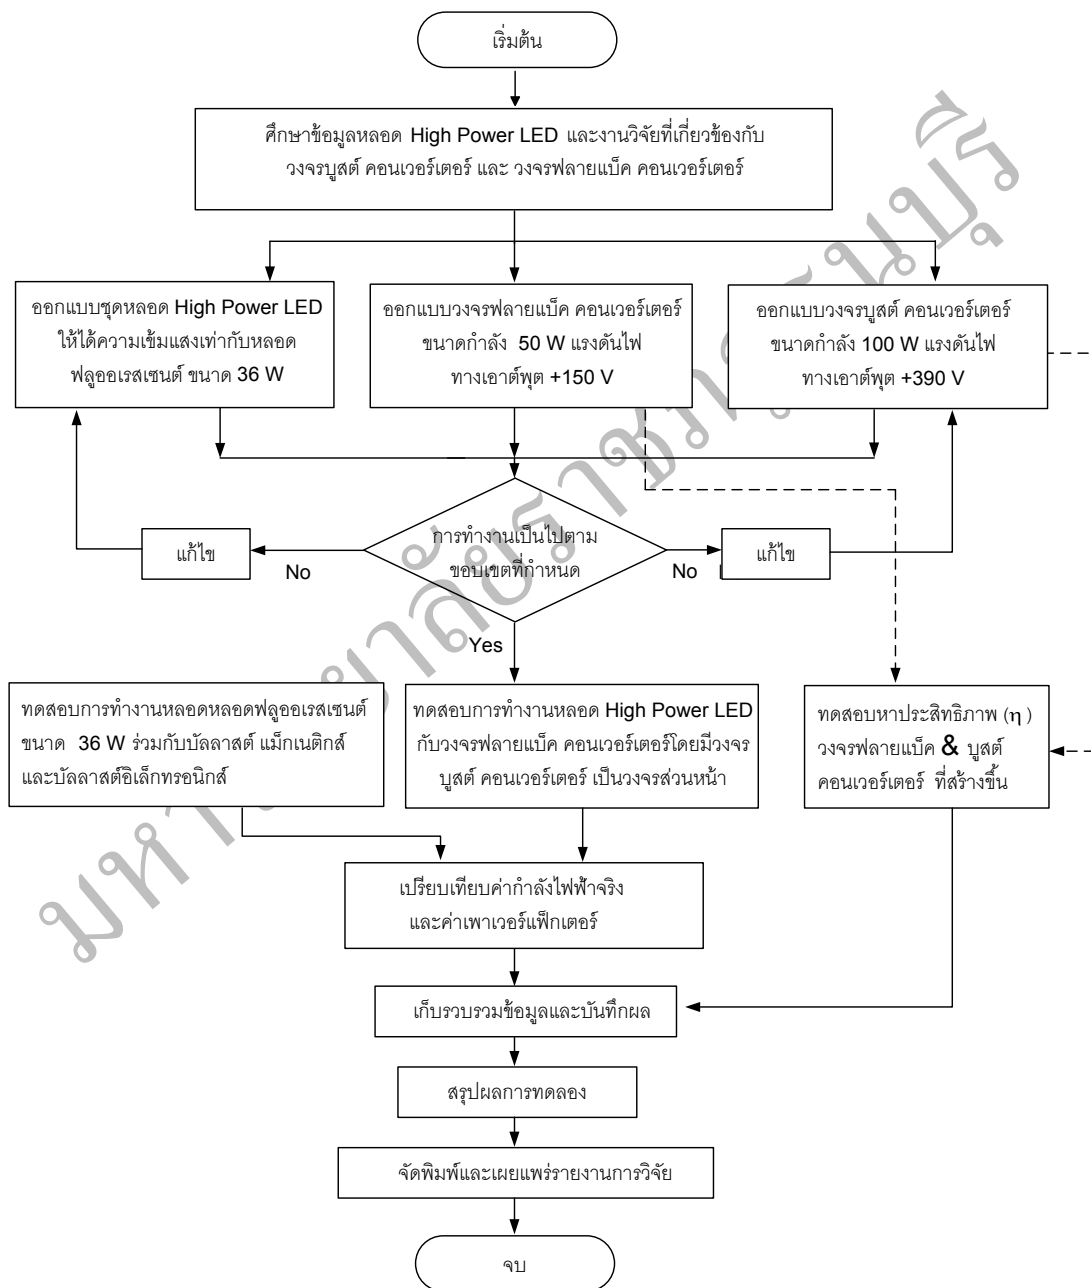 เริ่มต้น
ศึกษาข้อมูลหลอด High Power LED และงานวิจัยที่เกี่ยวข้องกับ
วงจรบูสต์ คอนเวอร์เตอร์ และ วงจรฟลายแบ็ค คอนเวอร์เตอร์
ออกแบบชุดหลอด High Power LED
ให้ได้ความเข้มแสงเท่ากับหลอด
ฟลูออเรสเซนต์ ขนาด 36 W
ออกแบบวงจรฟลายแบ็ค คอนเวอร์เตอร์
ขนาดกำลัง 50 W แรงดันไฟ
ทางเอาต์พุต +150 V
ออกแบบวงจรบูสต์ คอนเวอร์เตอร์
ขนาดกำลัง 100 W แรงดันไฟ
ทางเอาต์พุต +390 V
การทำงานเป็นไปตาม
ขอบเขตที่กำหนด
แก้ไข
No
No
แก้ไข
Yes
ทดสอบการทำงานหลอดหลอดฟลูออเรสเซนต์
ขนาด 36 W ร่วมกับบัลลาสต์ แม็กเนติกส์
และบัลลาสต์อิเล็กทรอนิกส์
ทดสอบการทำงานหลอด High Power LED
กับวงจรฟลายแบ็ค คอนเวอร์เตอร์โดยมีวงจร
บูสต์ คอนเวอร์เตอร์ เป็นวงจรส่วนหน้า
ทดสอบหาประสิทธิภาพ (η)
วงจรฟลายแบ็ค & บูสต์
คอนเวอร์เตอร์ ที่สร้างขึ้น
เปรียบเทียบค่ากำลังไฟฟ้าจริง
และค่าเพาเวอร์แฟ็กเตอร์
เก็บรวบรวมข้อมูลและบันทึกผล
สรุปผลการทดลอง
จัดพิมพ์และเผยแพร่รายงานการวิจัย
จบ